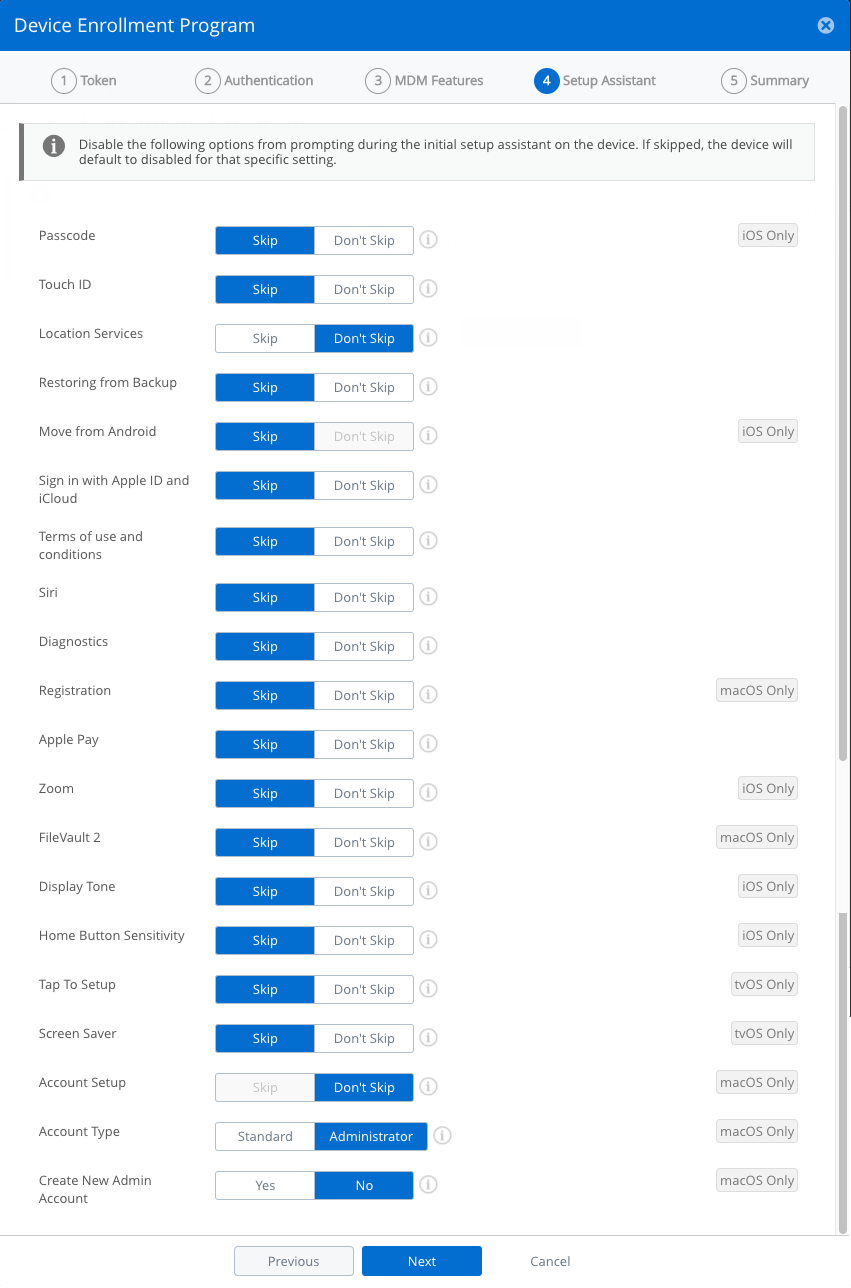 Device Enrollment Program
1 Token 2 Authentication 3 MDM Features 4 Setup Assistant 5 Summary
Disable the following options from prompting during the initial setup assistant on the device. If skipped, the device will
default to disabled for that specific setting.
Passcode Skip Don't Skip iOS Only
Touch ID Skip Don't Skip
Location Services Skip Don't Skip
Restoring from Backup Skip Don't Skip
Move from Android Skip Don't Skip iOS Only
Sign in with Apple ID and
iCloud Skip Don't Skip
Terms of use and
conditions Skip Don't Skip
Siri Skip Don't Skip
Diagnostics Skip Don't Skip
Registration Skip Don't Skip macOS Only
Apple Pay Skip Don't Skip
Zoom Skip Don't Skip iOS Only
FileVault 2 Skip Don't Skip macOS Only
Display Tone Skip Don't Skip iOS Only
Home Button Sensitivity Skip Don't Skip iOS Only
Tap To Setup Skip Don't Skip tvOS Only
Screen Saver Skip Don't Skip tvOS Only
Account Setup Skip Don't Skip macOS Only
Account Type Standard Administrator macOS Only
Create New Admin
Account Yes No macOS Only
Previous Next Cancel